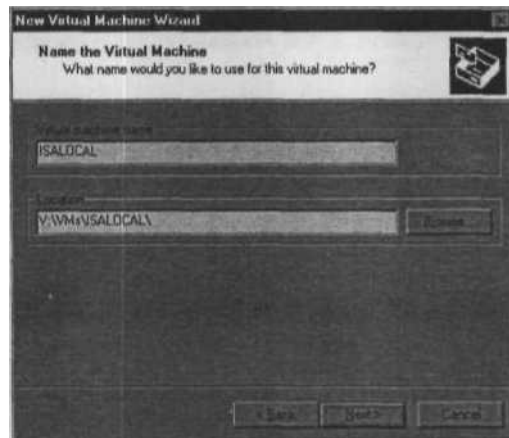 New Virtual Machine Wizard
Name the Virtual Machine
What name would you like to use for this virtual machine?
Virtual machine name
ISALOCAL
Location
V:\VMs\ISALOCAL\
Browse...
< Back
Next >
Cancel